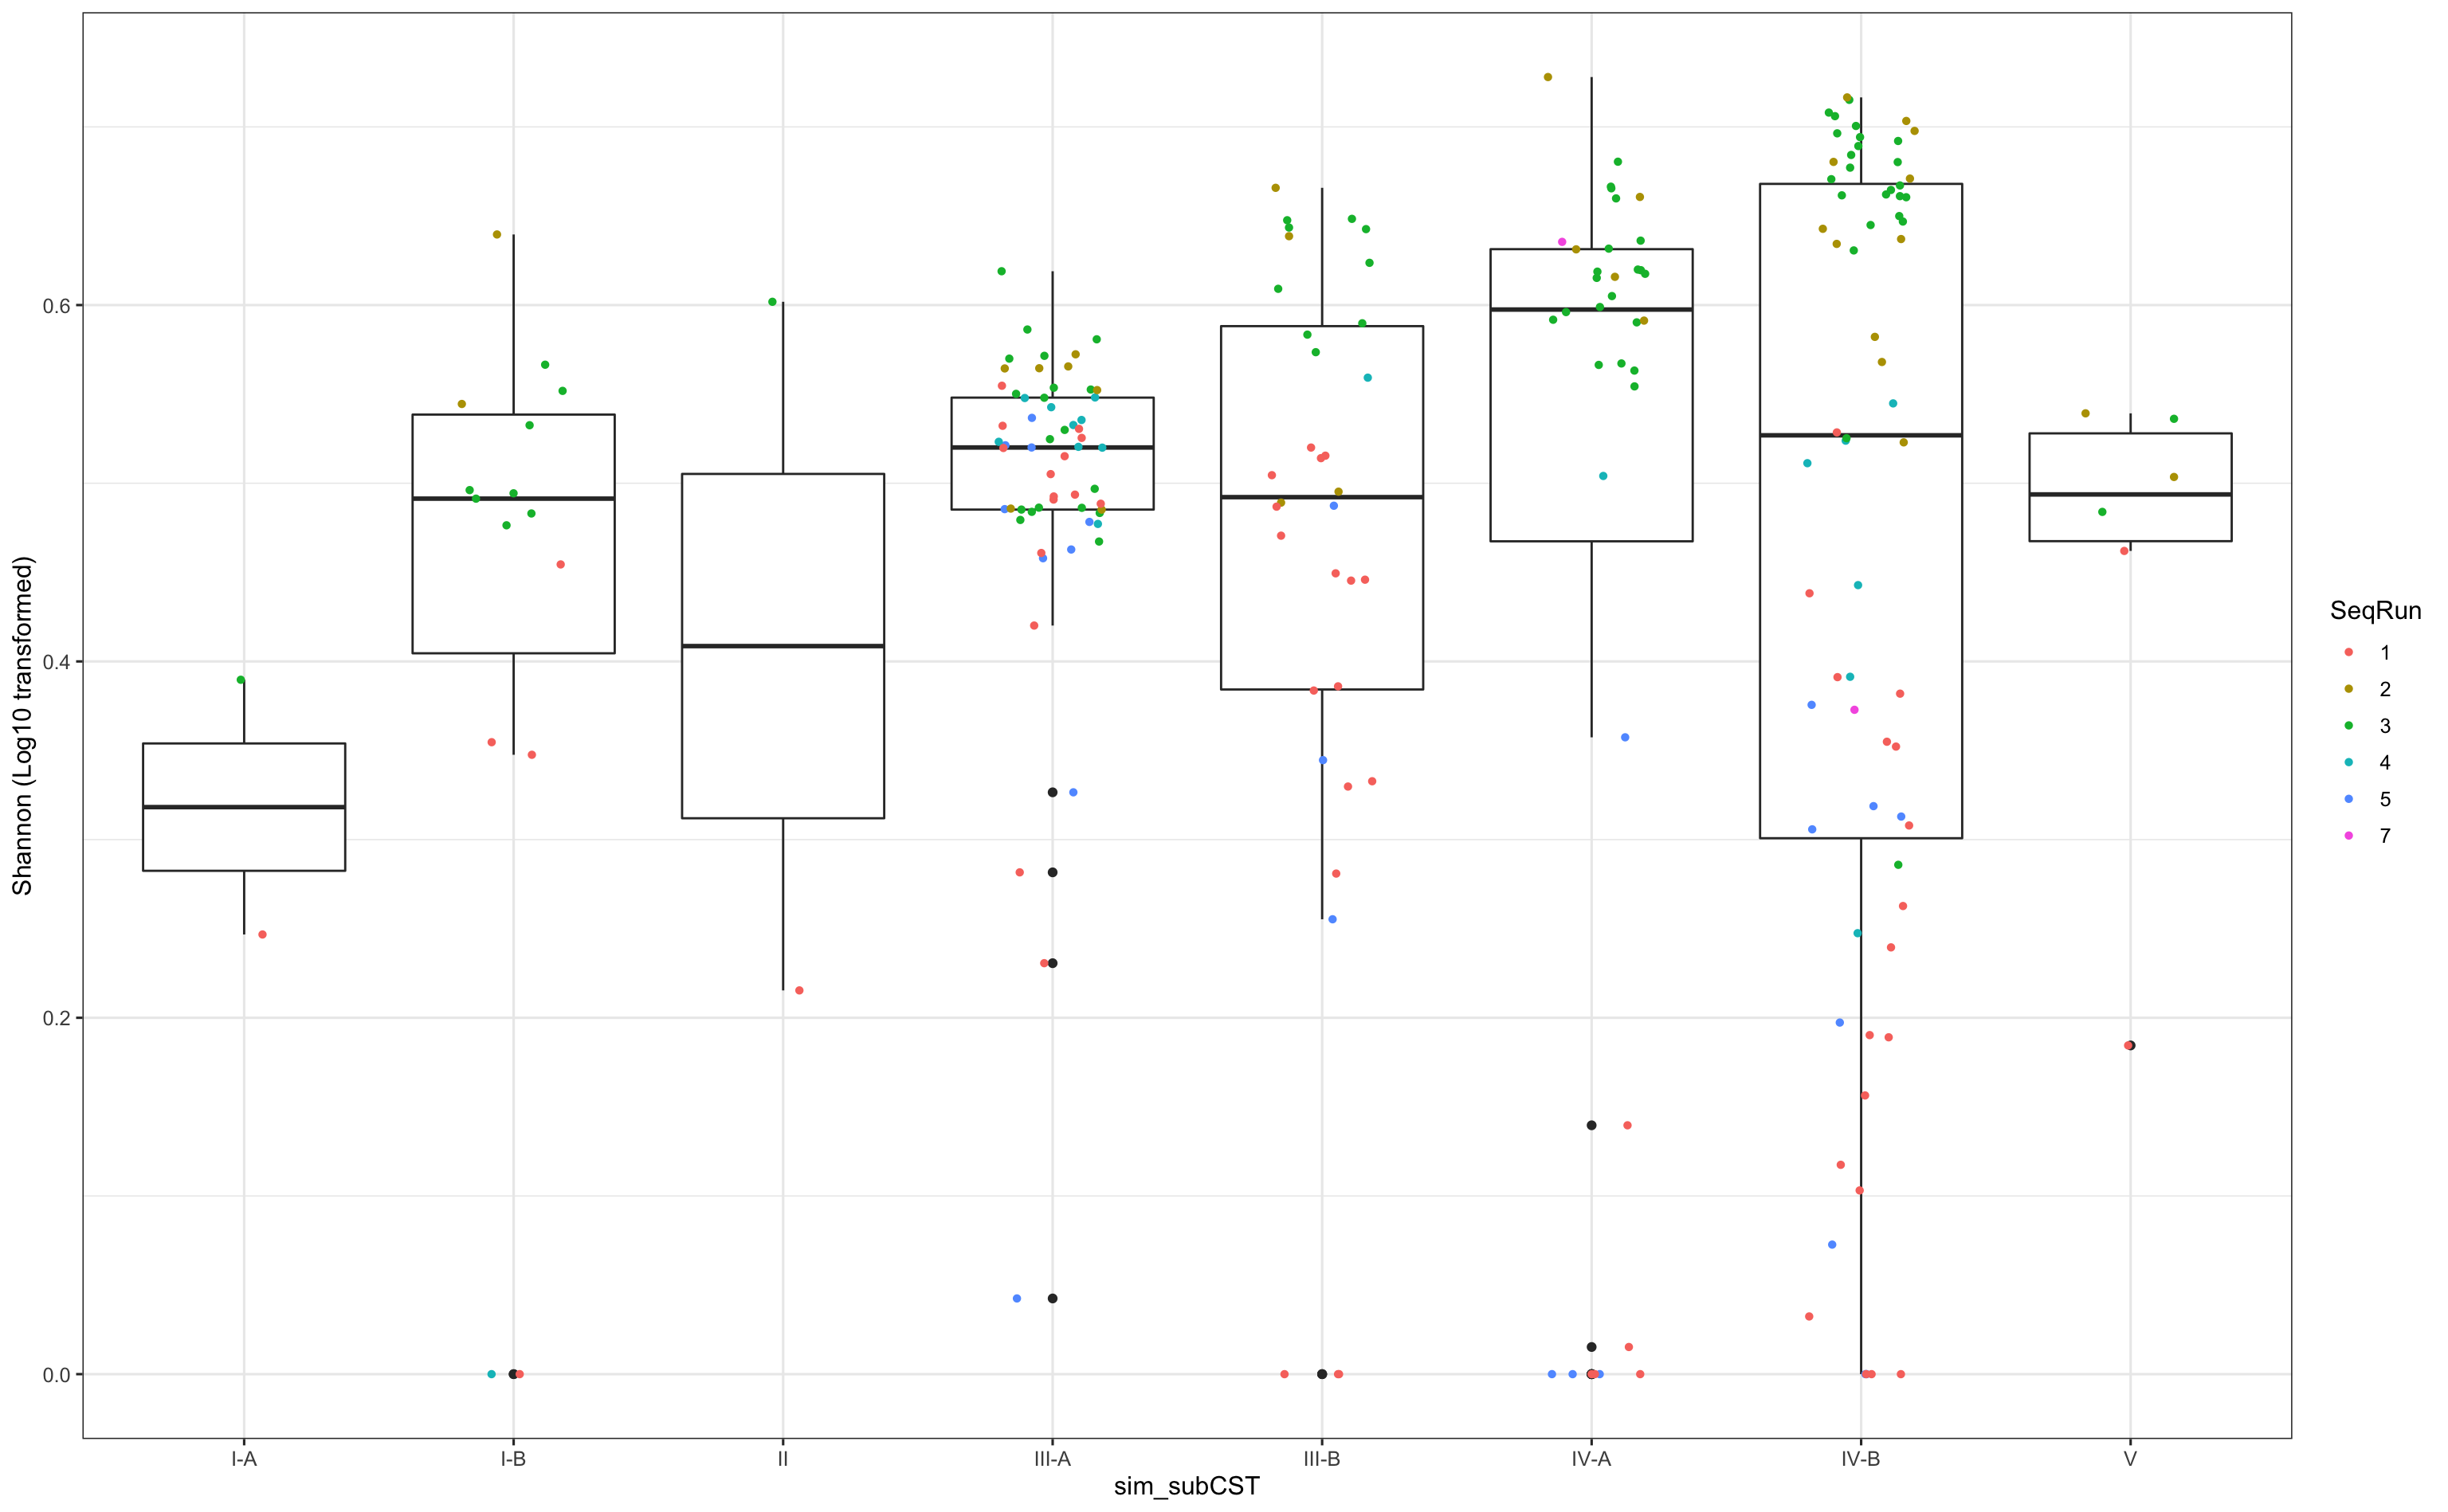 Shannon (Log10 transformed)
0.6
0.4
0.2
0.0
I-A
I-B
II
III-A
III-B
IV-A
IV-B
V
sim_subCST
SeqRun
1
2
3
4
5
7